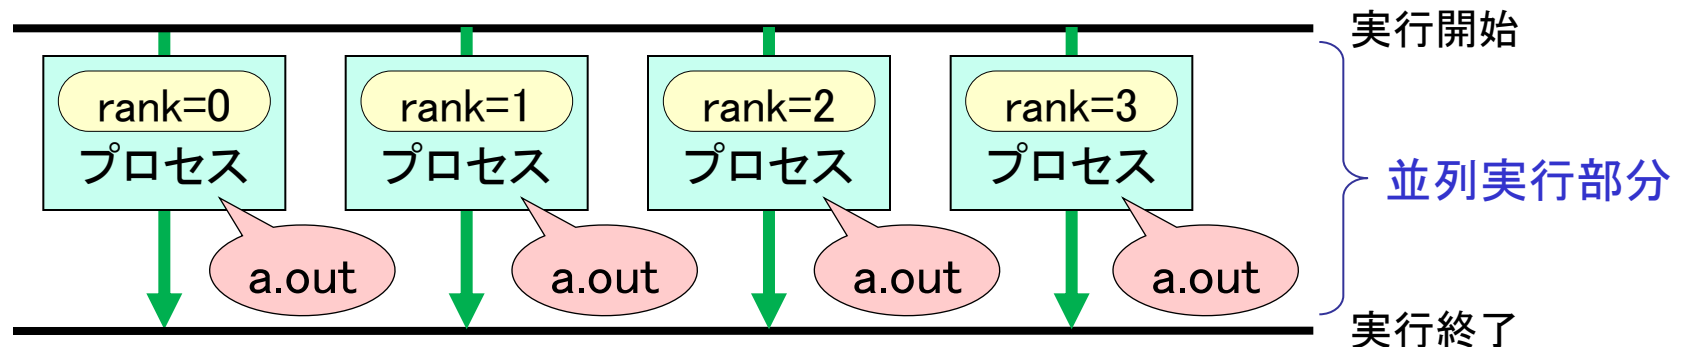 実行開始
rank=0
プロセス
a.out
rank=1
プロセス
a.out
rank=2
プロセス
a.out
rank=3
プロセス
a.out
並列実行部分
実行終了